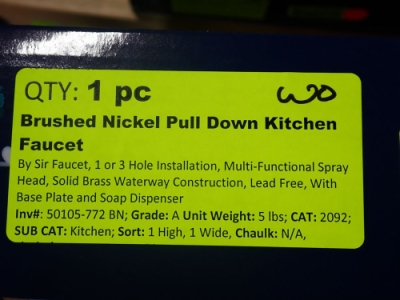 QTY: 1 pc
Brushed Nickel Pull Down Kitchen
Faucet
By Sir Faucet, 1 or 3 Hole Installation, Multi-Functional Spray
Head, Solid Brass Waterway Construction, Lead Free, With
Base Plate and Soap Dispenser
Inv#: 50105-772 BN; Grade: A Unit Weight: 5 lbs; CAT: 2092;
SUB CAT: Kitchen; Sort: 1 High, 1 Wide, Chaulk: N/A,